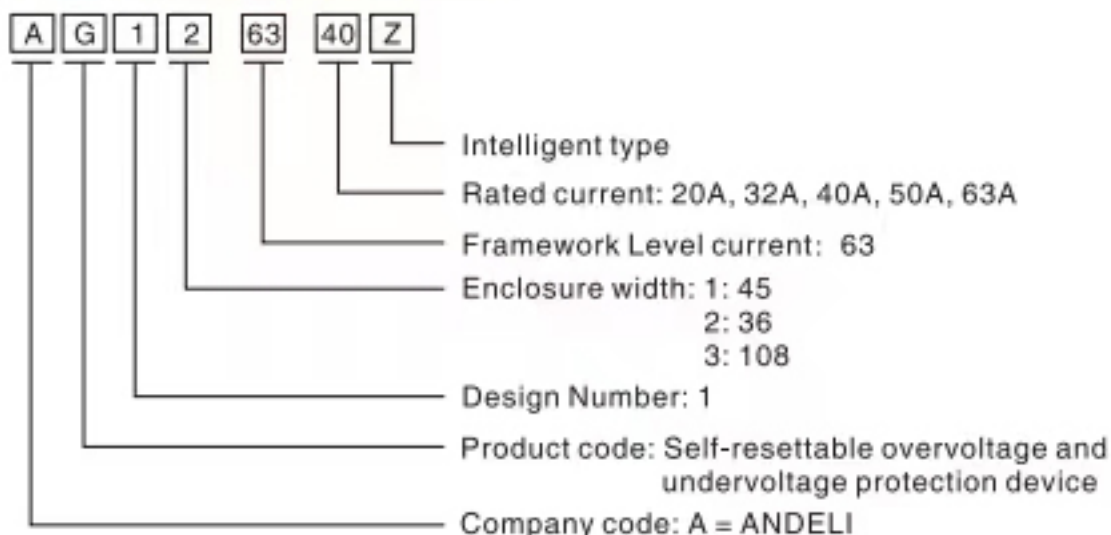 A G 1 2 63 40 Z
Intelligent type
Rated current: 20A, 32A, 40A, 50A, 63A
Framework Level current: 63
Enclosure width: 1: 45
2: 36
3: 108
Design Number: 1
Product code: Self-resettable overvoltage and
undervoltage protection device
Company code: A = ANDELI